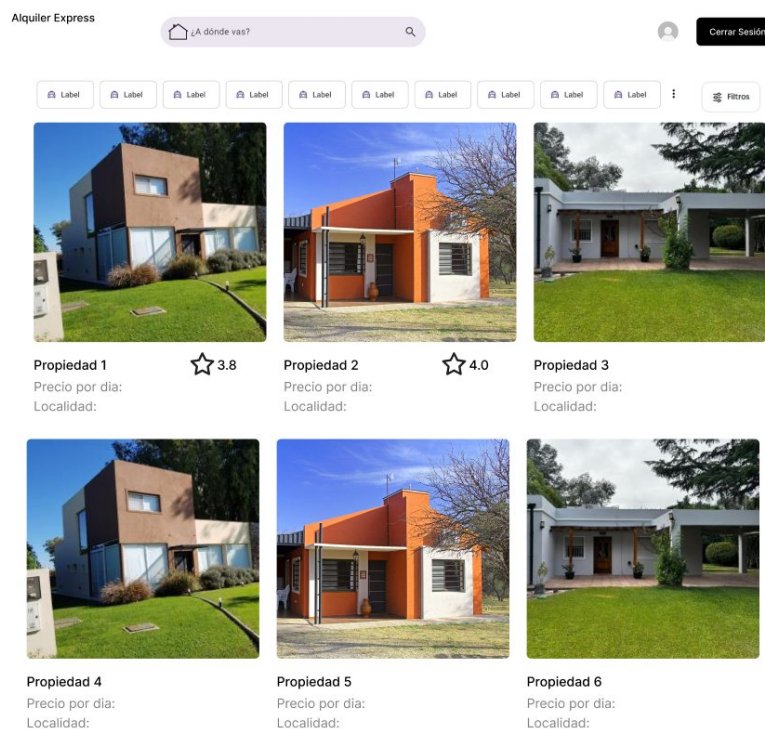 Alquiler Express
¿A dónde vas?
Cerrar Sesión
Label Label Label Label Label Label Label Label Label Label
Filtros
Propiedad 1 3.8
Precio por dia:
Localidad:
Propiedad 2 4.0
Precio por dia:
Localidad:
Propiedad 3
Precio por dia:
Localidad:
Propiedad 4
Precio por dia:
Localidad:
Propiedad 5
Precio por dia:
Localidad:
Propiedad 6
Precio por dia:
Localidad: